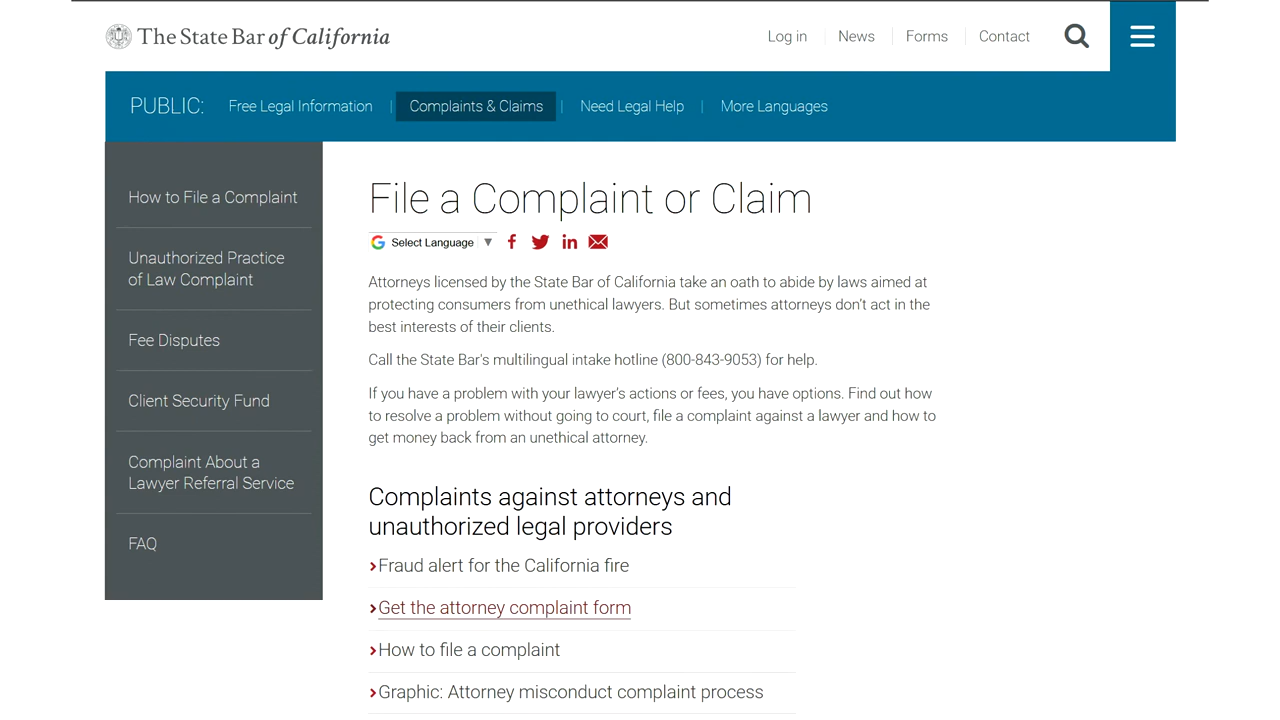 The State Bar of California
Log in
News
Forms
Contact
PUBLIC:
Free Legal Information
Complaints & Claims
Need Legal Help
More Languages
How to File a Complaint
Unauthorized Practice
of Law Complaint
Fee Disputes
Client Security Fund
Complaint About a
Lawyer Referral Service
FAQ
File a Complaint or Claim
Select Language
Attorneys licensed by the State Bar of California take an oath to abide by laws aimed at
protecting consumers from unethical lawyers. But sometimes attorneys don’t act in the
best interests of their clients.
Call the State Bar's multilingual intake hotline (800-843-9053) for help.
If you have a problem with your lawyer’s actions or fees, you have options. Find out how
to resolve a problem without going to court, file a complaint against a lawyer and how to
get money back from an unethical attorney.
Complaints against attorneys and
unauthorized legal providers
Fraud alert for the California fire
Get the attorney complaint form
How to file a complaint
Graphic: Attorney misconduct complaint process